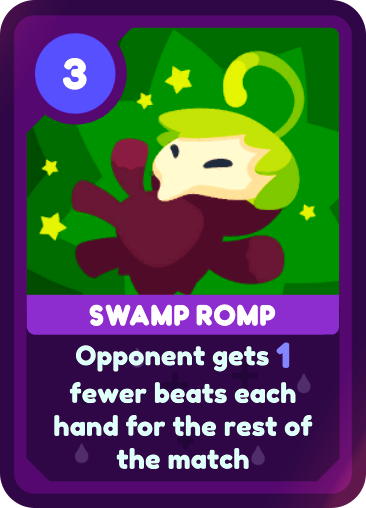 3
SWAMP ROMP
Opponent gets 1
fewer beats each
hand for the rest of
the match